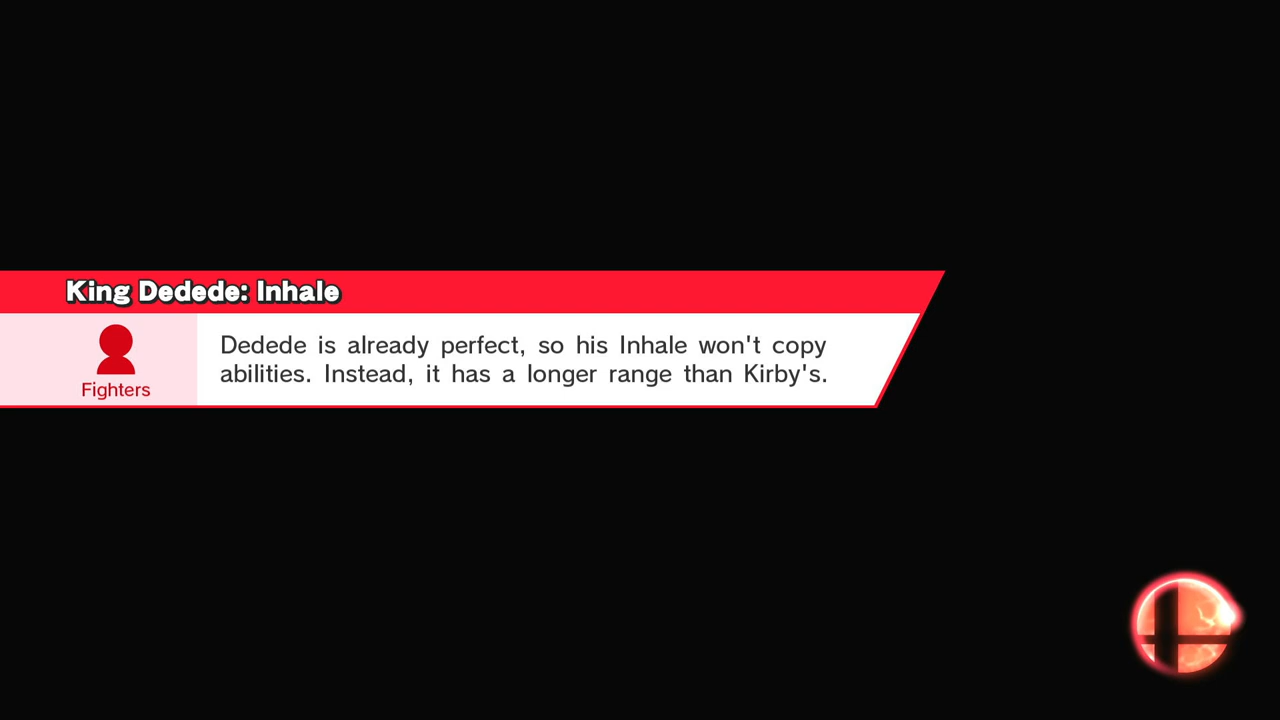 King Dedede: Inhale
Fighters
Dedede is already perfect, so his Inhale won't copy
abilities. Instead, it has a longer range than Kirby's.